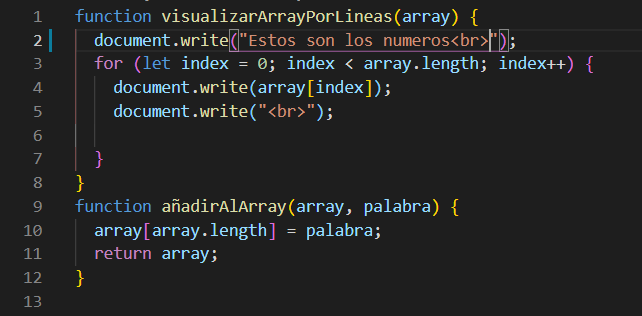 1 function visualizarArrayPorLineas(array) {
2 document.write("Estos son los numeros<br>");
3 for (let index = 0; index < array.length; index++) {
4 document.write(array[index]);
5 document.write("<br>");
6
7 }
8 }
9 function añadirAlArray(array, palabra) {
10 array[array.length] = palabra;
11 return array;
12 }
13